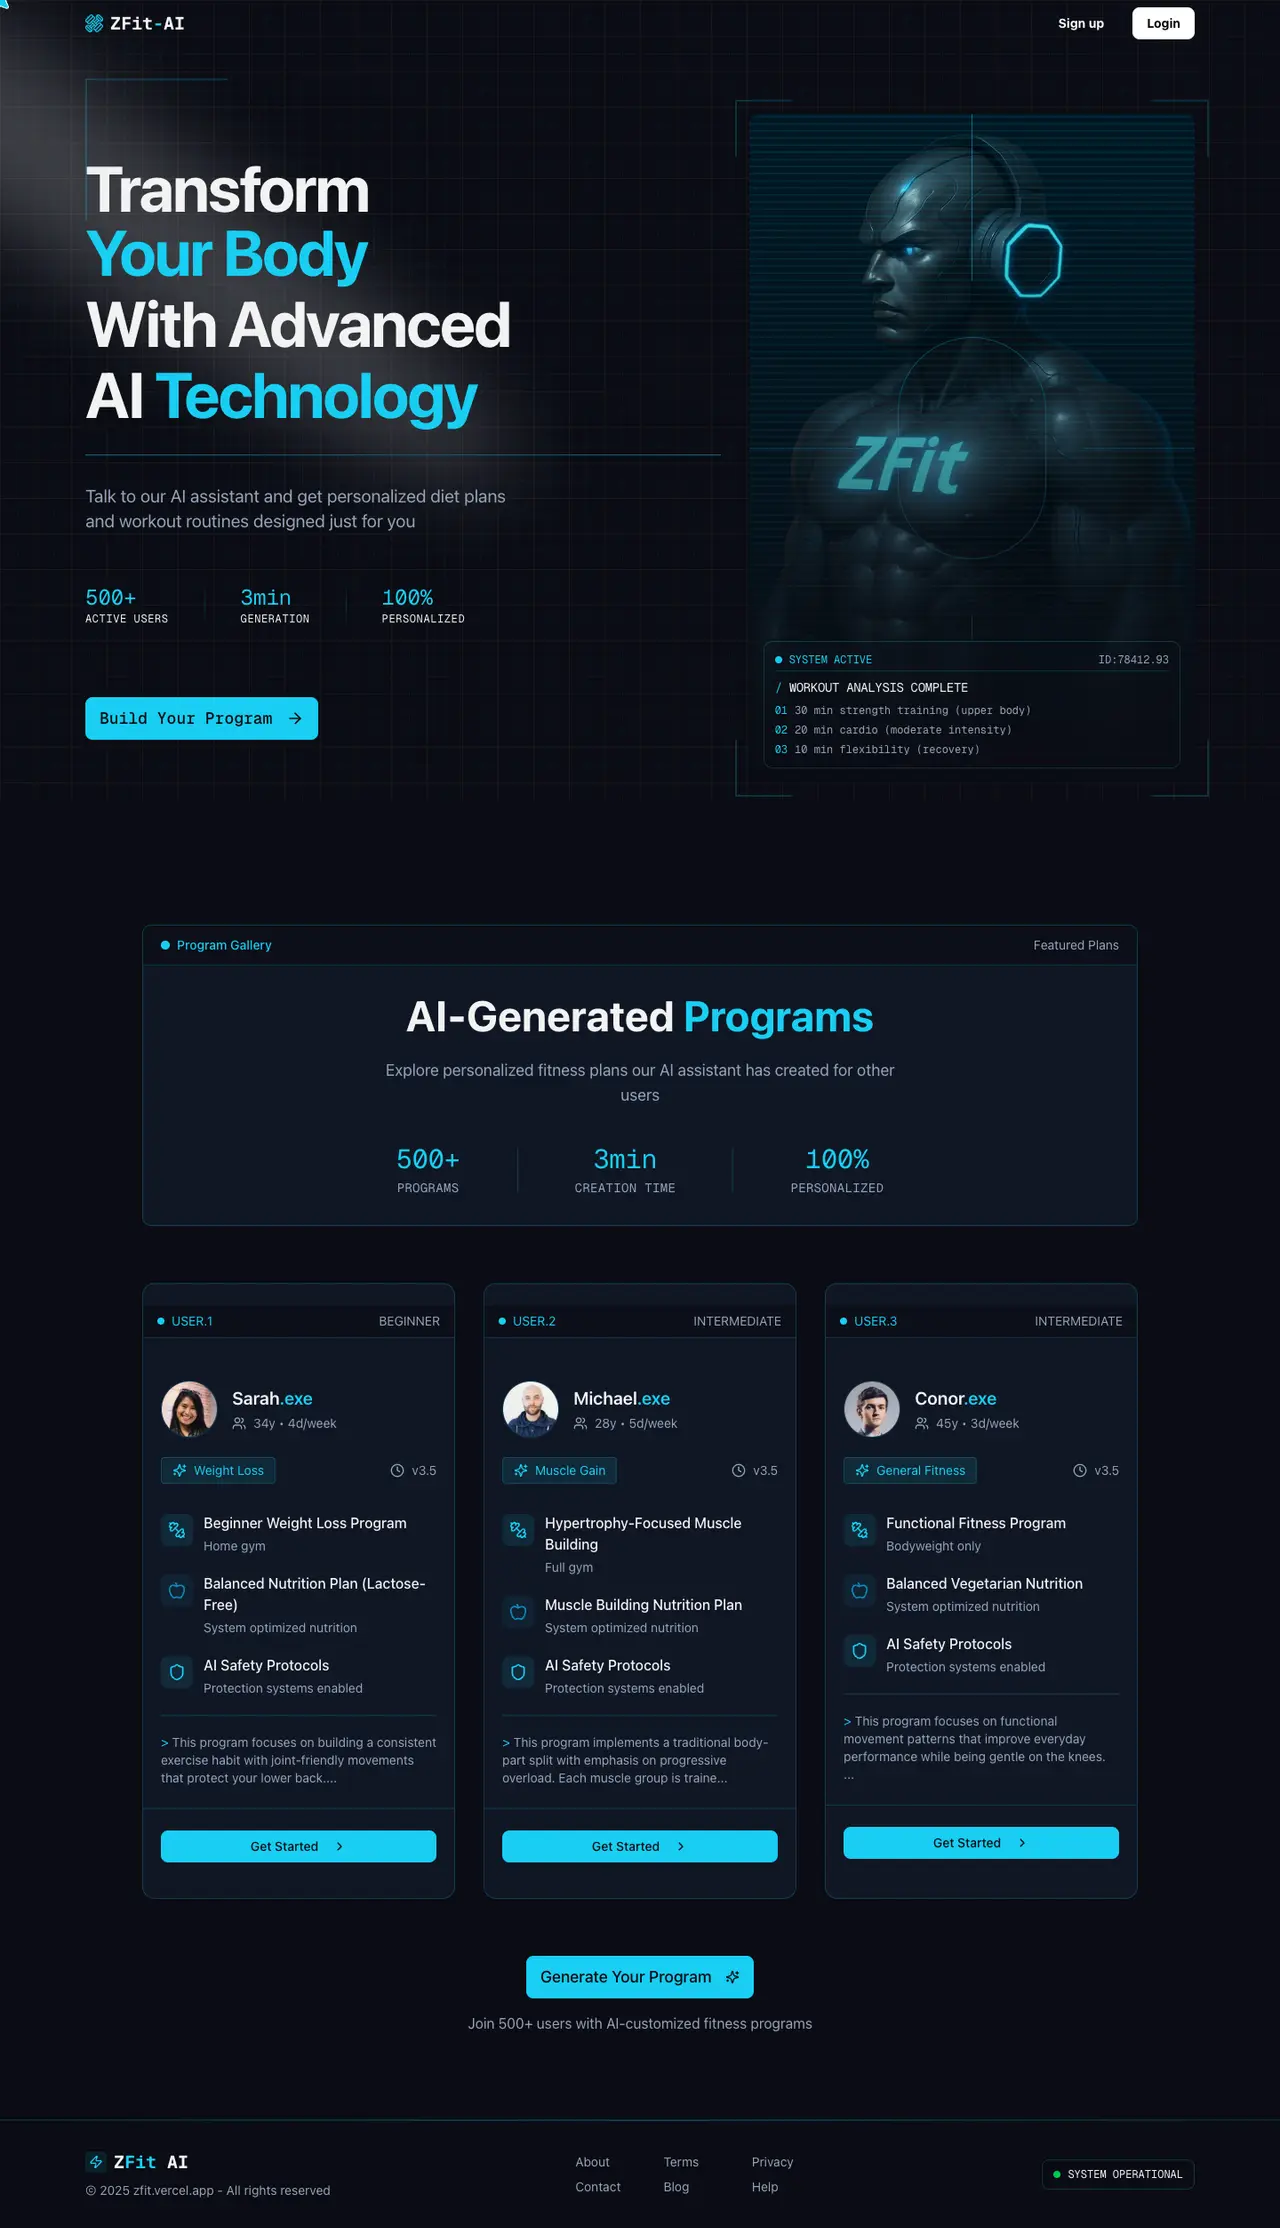 ZFit-AI
Sign up
Login
Transform
Your Body
With Advanced
AI Technology
Talk to our AI assistant and get personalized diet plans
and workout routines designed just for you
500+
ACTIVE USERS
3min
GENERATION
100%
PERSONALIZED
Build Your Program
ZFit
SYSTEM ACTIVE
ID:78412.93
/ WORKOUT ANALYSIS COMPLETE
01 30 min strength training (upper body)
02 20 min cardio (moderate intensity)
03 10 min flexibility (recovery)
Program Gallery
Featured Plans
AI-Generated Programs
Explore personalized fitness plans our AI assistant has created for other
users
500+
PROGRAMS
3min
CREATION TIME
100%
PERSONALIZED
USER.1
BEGINNER
Sarah.exe
34y • 4d/week
Weight Loss
v3.5
Beginner Weight Loss Program
Home gym
Balanced Nutrition Plan (Lactose-
Free)
System optimized nutrition
AI Safety Protocols
Protection systems enabled
> This program focuses on building a consistent
exercise habit with joint-friendly movements
that protect your lower back....
Get Started
USER.2
INTERMEDIATE
Michael.exe
28y • 5d/week
Muscle Gain
v3.5
Hypertrophy-Focused Muscle
Building
Full gym
Muscle Building Nutrition Plan
System optimized nutrition
AI Safety Protocols
Protection systems enabled
> This program implements a traditional body-
part split with emphasis on progressive
overload. Each muscle group is traine...
Get Started
USER.3
INTERMEDIATE
Conor.exe
45y • 3d/week
General Fitness
v3.5
Functional Fitness Program
Bodyweight only
Balanced Vegetarian Nutrition
System optimized nutrition
AI Safety Protocols
Protection systems enabled
> This program focuses on functional
movement patterns that improve everyday
performance while being gentle on the knees.
...
Get Started
Generate Your Program
Join 500+ users with AI-customized fitness programs
ZFit AI
© 2025 zfit.vercel.app - All rights reserved
About
Terms
Privacy
Contact
Blog
Help
SYSTEM OPERATIONAL